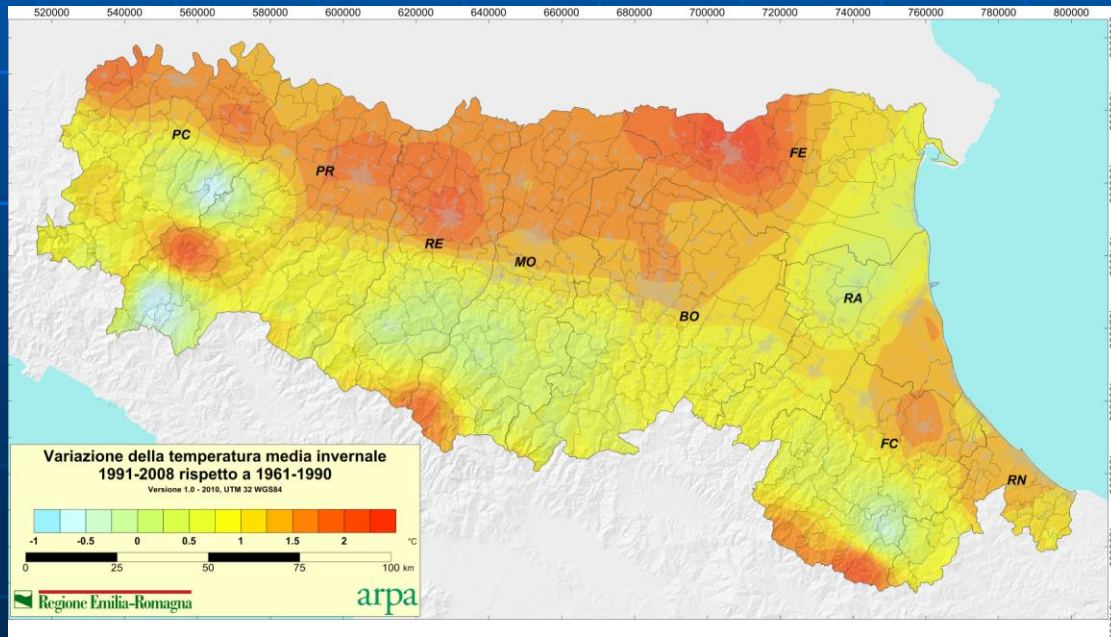 520000 540000 560000 580000 600000 620000 640000 660000 680000 700000 720000 740000 760000 780000 800000
PC
FE
PR
RE
MO
RA
BO
FC
RN
Variazione della temperatura media invernale
1991-2008 rispetto a 1961-1990
Versione 1.0 - 2010, UTM 32 WGS84
-1 -0.5 0 0.5 1 1.5 2 °C
0 25 50 75 100 km
Regione Emilia-Romagna
arpa